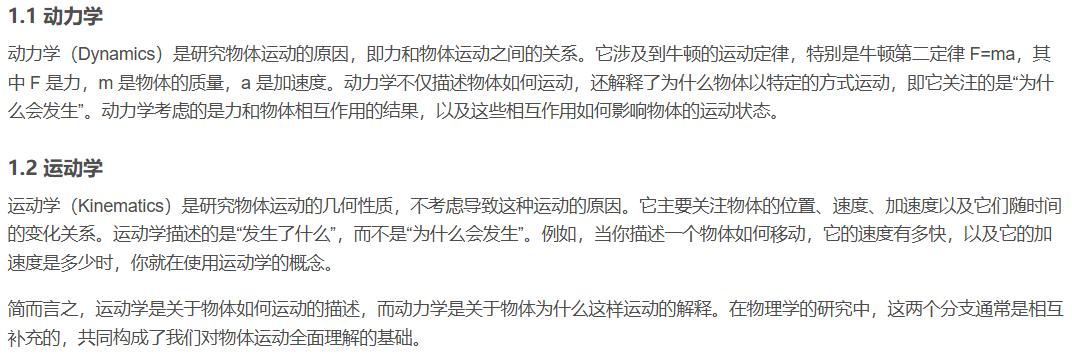 1.1 动力学
动力学（Dynamics）是研究物体运动的原因，即力和物体运动之间的关系。它涉及到牛顿的运动定律，特别是牛顿第二定律 F=ma，其
中 F 是力，m 是物体的质量，a 是加速度。动力学不仅描述物体如何运动，还解释了为什么物体以特定的方式运动，即它关注的是“为什
么会发生”。动力学考虑的是力和物体相互作用的结果，以及这些相互作用如何影响物体的运动状态。
1.2 运动学
运动学（Kinematics）是研究物体运动的几何性质，不考虑导致这种运动的原因。它主要关注物体的位置、速度、加速度以及它们随时间
的变化关系。运动学描述的是“发生了什么”，而不是“为什么会发生”。例如，当你描述一个物体如何移动，它的速度有多快，以及它的加
速度是多少时，你就在使用运动学的概念。
简而言之，运动学是关于物体如何运动的描述，而动力学是关于物体为什么这样运动的解释。在物理学的研究中，这两个分支通常是相互
补充的，共同构成了我们对物体运动全面理解的基础。